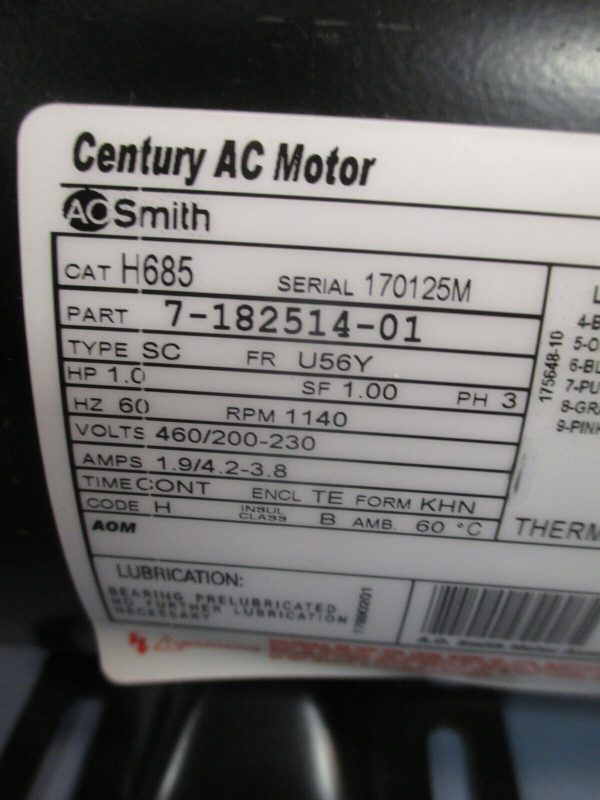 Century AC Motor
AO Smith
CAT H685 SERIAL 170125M
PART 7-182514-01
TYPE SC FR U56Y
HP 1.0 SF 1.00 PH 3
HZ 60 RPM 1140
VOLTS 460/200-230
AMPS 1.9/4.2-3.8
TIME CONT ENCL TE FORM KHN
CODE H INSUL CLASS B AMB. 60 °C
AOM
LUBRICATION:
BEARING PRELUBRICATED
NO FURTHER LUBRICATION
NECESSARY
175648-10
L
4-B
5-O
6-BL
7-PU
8-GRA
9-PINK
THERM